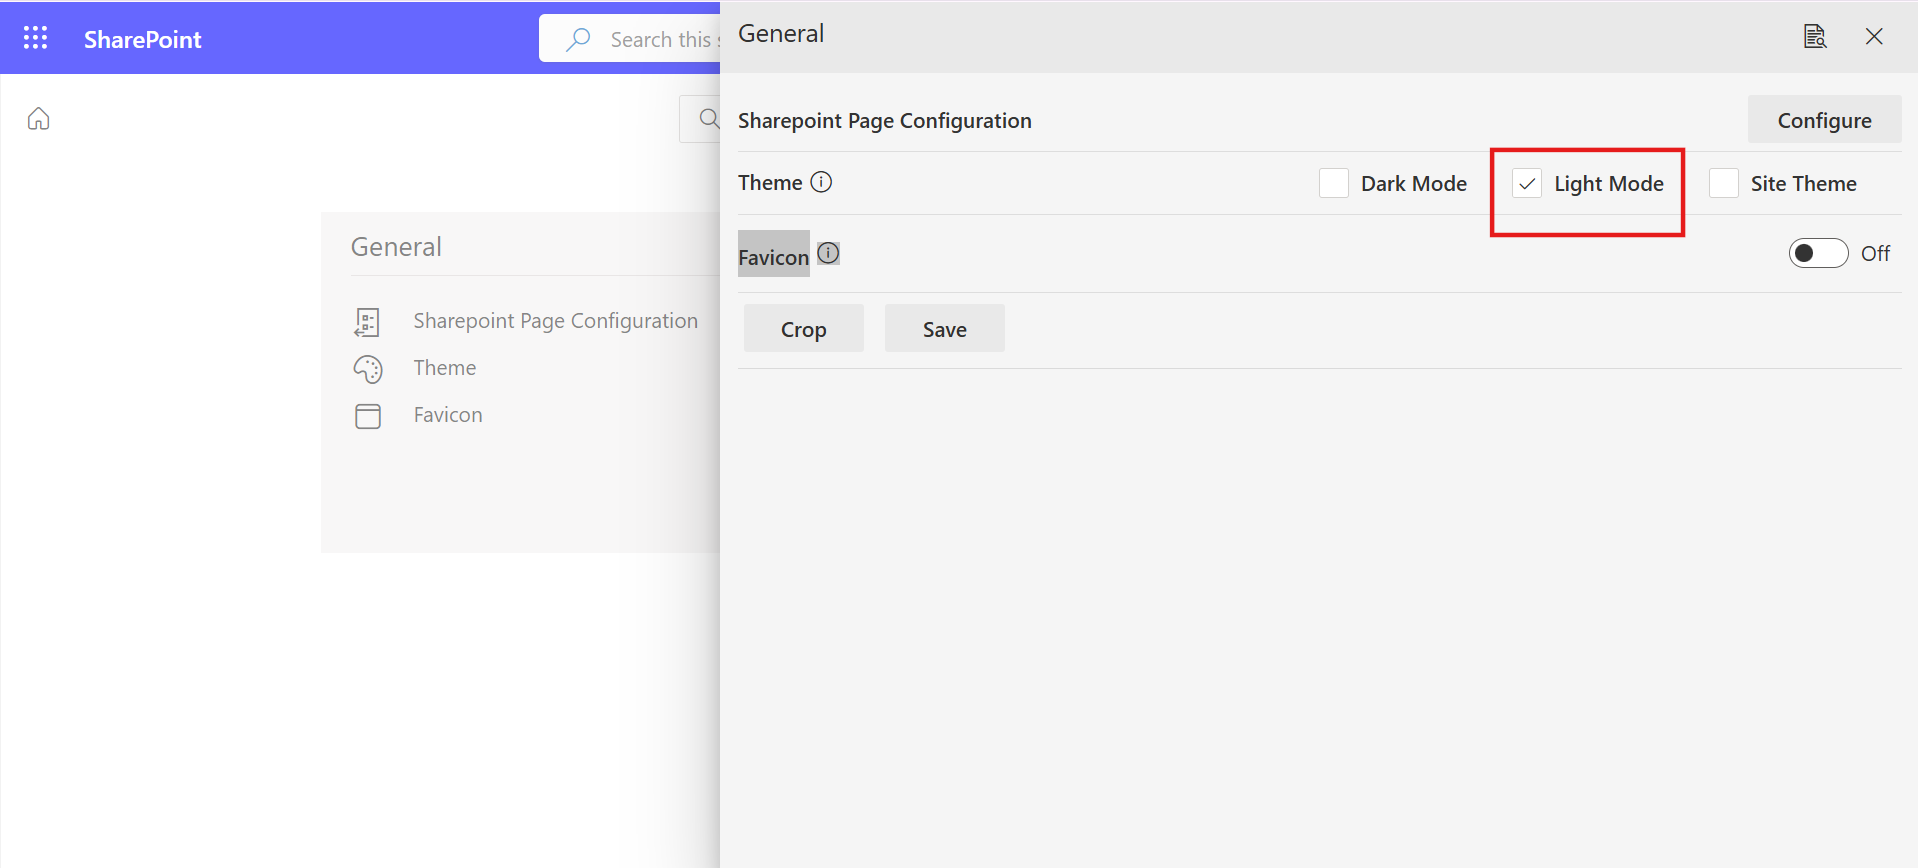 SharePoint
Search this s
General
Sharepoint Page Configuration
Theme
Favicon
General
Sharepoint Page Configuration
Configure
Theme
Dark Mode
Light Mode
Site Theme
Favicon
Off
Crop
Save